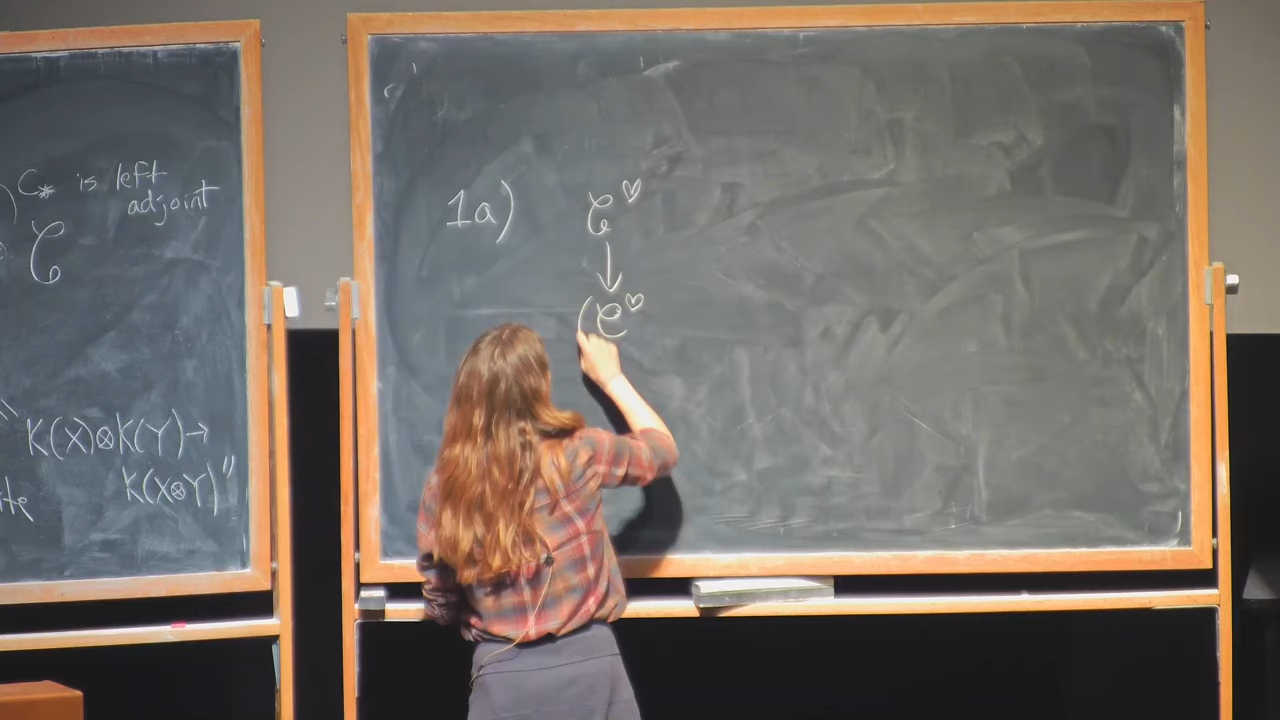 ) C* is left
adjoint
𝒞
K(X)⊗K(Y)→
K(X⊗Y)"
1a) 𝒞♡
↓
(𝒞♡